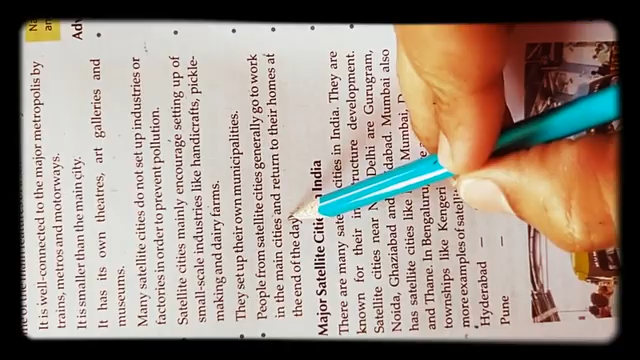 It is well-connected to the major metropolis by
trains, metros and motorways.
It is smaller than the main city.
It has its own theatres, art galleries and
museums.
Many satellite cities do not set up industries or
factories in order to prevent pollution.
Satellite cities mainly encourage setting up of
small-scale industries like handicrafts, pickle-
making and dairy farms.
They set up their own municipalities.
People from satellite cities generally go to work
in the main cities and return to their homes at
the end of the day
Major Satellite Cities India
There are many cities in India. They are
known for their structure development.
Satellite cities near Delhi are Gurugram,
Noida, Ghaziabad and Mumbai also
has satellite cities like Mumbai,
and Thane. In Bengaluru,
townships like Kengeri
more examples of
Hyderabad –
Pune –